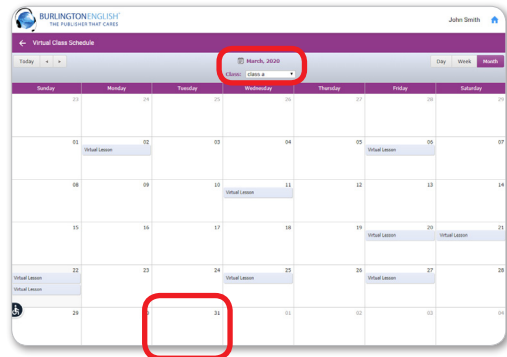 BURLINGTONENGLISH®
THE PUBLISHER THAT CARES
John Smith
← Virtual Class Schedule
Today ◂ ▸
March, 2020
Class: class a
Day Week Month
Sunday Monday Tuesday Wednesday Thursday Friday Saturday
23 24 25 26 27 28 29
01 02 03 04 05 06 07
Virtual Lesson Virtual Lesson
08 09 10 11 12 13 14
Virtual Lesson
15 16 17 18 19 20 21
Virtual Lesson Virtual Lesson
22 23 24 25 26 27 28
Virtual Lesson Virtual Lesson Virtual Lesson
Virtual Lesson
29 31 01 02 03 04